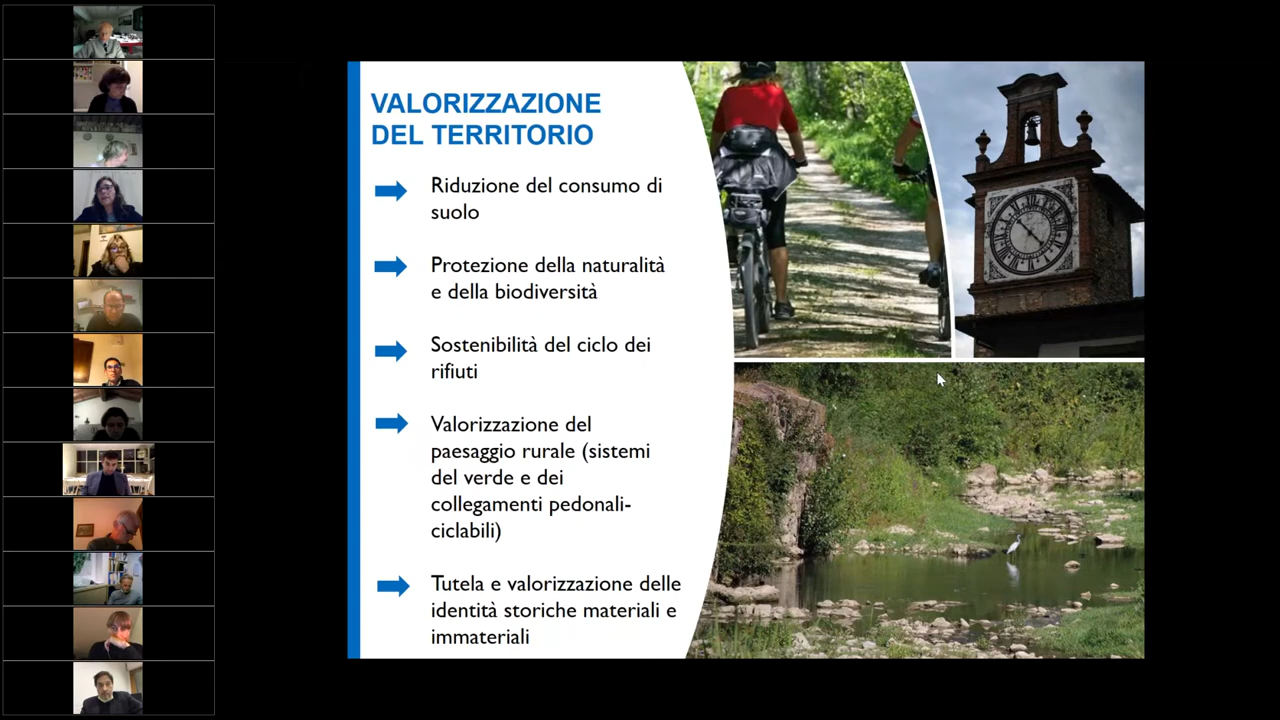 VALORIZZAZIONE
DEL TERRITORIO
Riduzione del consumo di
suolo
Protezione della naturalità
e della biodiversità
Sostenibilità del ciclo dei
rifiuti
Valorizzazione del
paesaggio rurale (sistemi
del verde e dei
collegamenti pedonali-
ciclabili)
Tutela e valorizzazione delle
identità storiche materiali e
immateriali